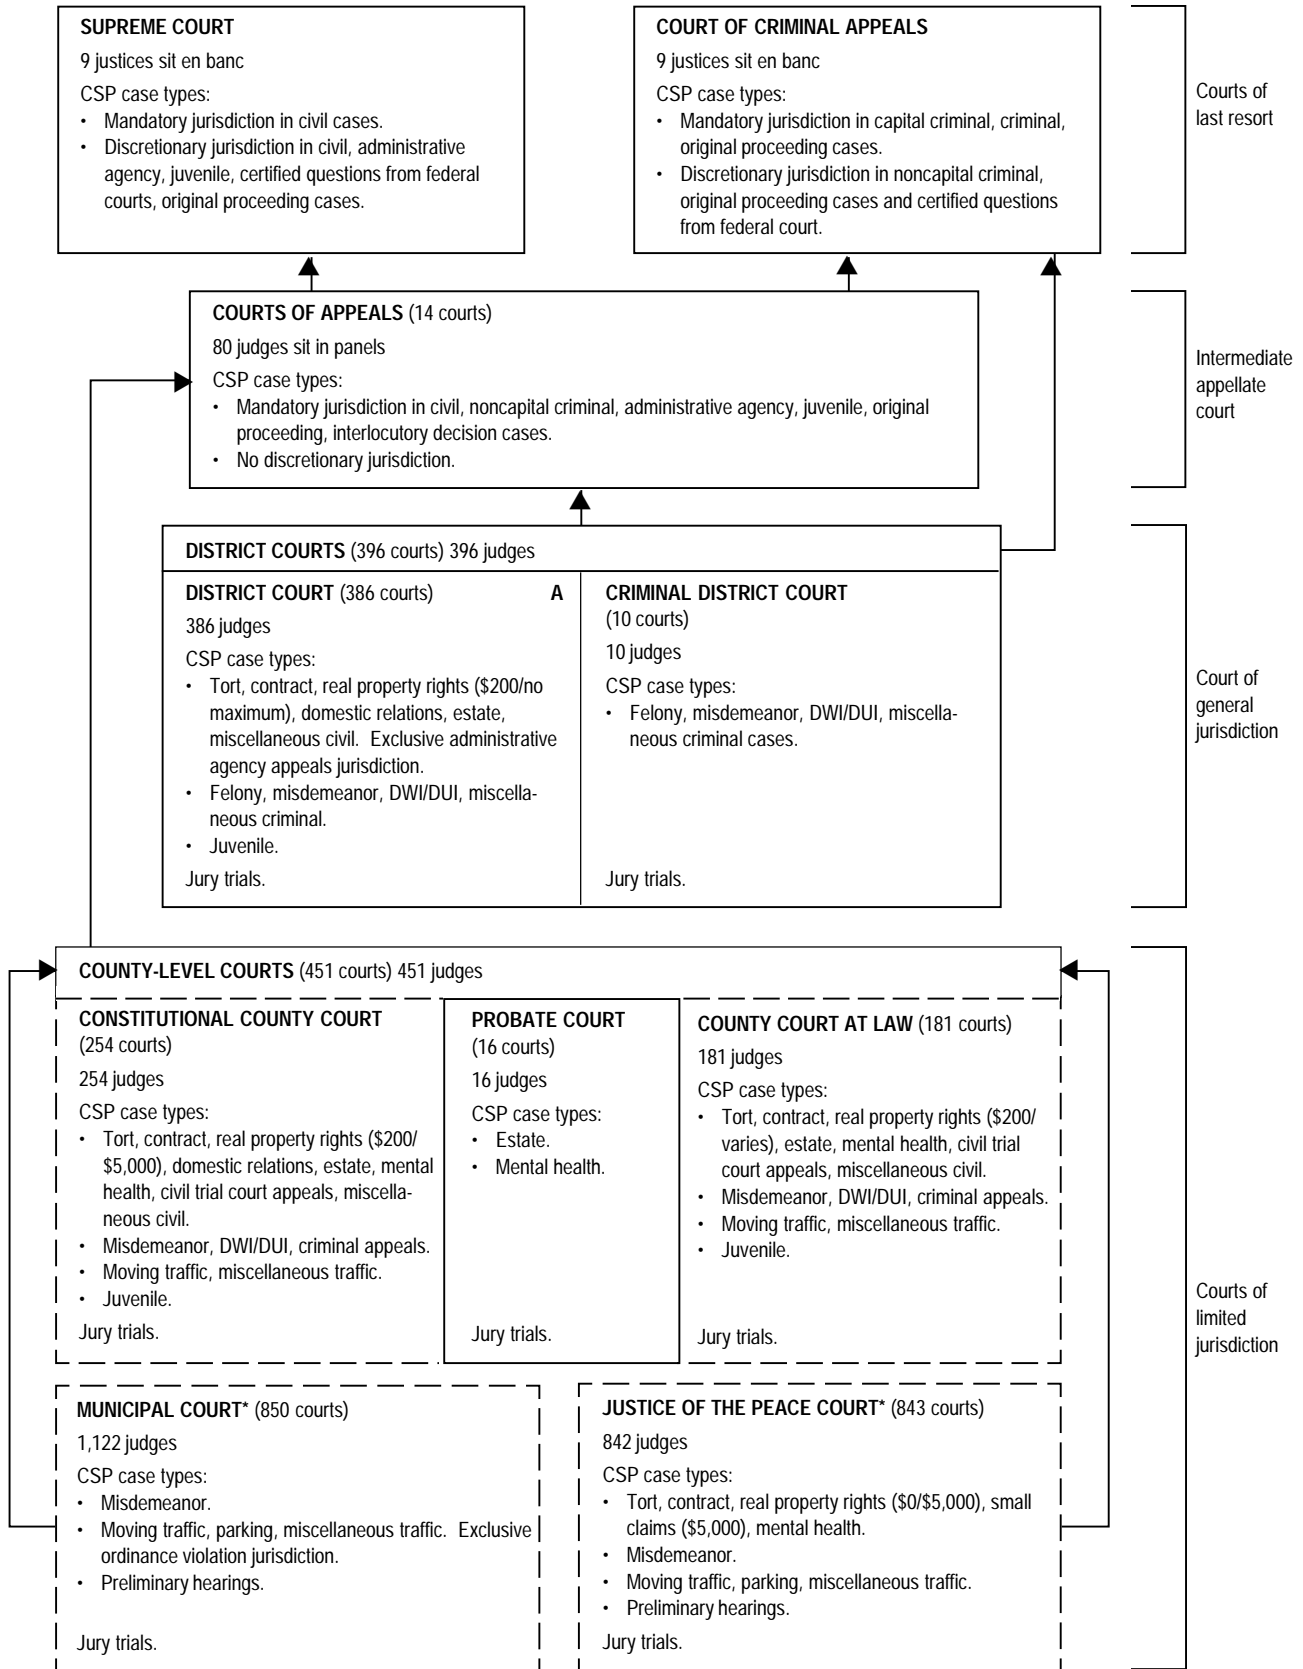 SUPREME COURT
9 justices sit en banc
CSP case types:
• Mandatory jurisdiction in civil cases.
• Discretionary jurisdiction in civil, administrative
agency, juvenile, certified questions from federal
courts, original proceeding cases.
COURT OF CRIMINAL APPEALS
9 justices sit en banc
CSP case types:
• Mandatory jurisdiction in capital criminal, criminal,
original proceeding cases.
• Discretionary jurisdiction in noncapital criminal,
original proceeding cases and certified questions
from federal court.
Courts of
last resort
COURTS OF APPEALS (14 courts)
80 judges sit in panels
CSP case types:
• Mandatory jurisdiction in civil, noncapital criminal, administrative agency, juvenile, original
proceeding, interlocutory decision cases.
• No discretionary jurisdiction.
Intermediate
appellate
court
DISTRICT COURTS (396 courts) 396 judges
DISTRICT COURT (386 courts) A
386 judges
CSP case types:
• Tort, contract, real property rights ($200/no
maximum), domestic relations, estate,
miscellaneous civil. Exclusive administrative
agency appeals jurisdiction.
• Felony, misdemeanor, DWI/DUI, miscella-
neous criminal.
• Juvenile.
Jury trials.
CRIMINAL DISTRICT COURT
(10 courts)
10 judges
CSP case types:
• Felony, misdemeanor, DWI/DUI, miscella-
neous criminal cases.
Jury trials.
Court of
general
jurisdiction
COUNTY-LEVEL COURTS (451 courts) 451 judges
CONSTITUTIONAL COUNTY COURT
(254 courts)
254 judges
CSP case types:
• Tort, contract, real property rights ($200/
$5,000), domestic relations, estate, mental
health, civil trial court appeals, miscella-
neous civil.
• Misdemeanor, DWI/DUI, criminal appeals.
• Moving traffic, miscellaneous traffic.
• Juvenile.
Jury trials.
PROBATE COURT
(16 courts)
16 judges
CSP case types:
• Estate.
• Mental health.
Jury trials.
COUNTY COURT AT LAW (181 courts)
181 judges
CSP case types:
• Tort, contract, real property rights ($200/
varies), estate, mental health, civil trial
court appeals, miscellaneous civil.
• Misdemeanor, DWI/DUI, criminal appeals.
• Moving traffic, miscellaneous traffic.
• Juvenile.
Jury trials.
Courts of
limited
jurisdiction
MUNICIPAL COURT* (850 courts)
1,122 judges
CSP case types:
• Misdemeanor.
• Moving traffic, parking, miscellaneous traffic. Exclusive
ordinance violation jurisdiction.
• Preliminary hearings.
Jury trials.
JUSTICE OF THE PEACE COURT* (843 courts)
842 judges
CSP case types:
• Tort, contract, real property rights ($0/$5,000), small
claims ($5,000), mental health.
• Misdemeanor.
• Moving traffic, parking, miscellaneous traffic.
• Preliminary hearings.
Jury trials.